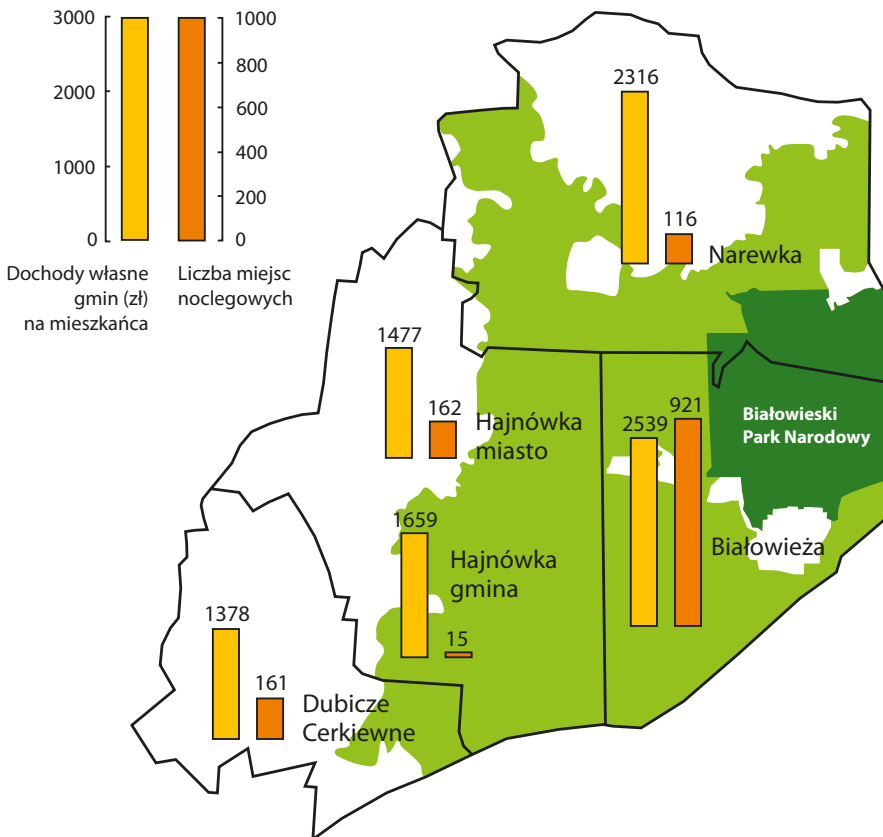 3000
2000
1000
0
1000
800
600
400
200
0
Dochody własne
gmin (zł)
na mieszkańca
Liczba miejsc
noclegowych
2316
116
Narewka
1477
162
Hajnówka
miasto
921
2539
Białowieski
Park Narodowy
Białowieża
1659
15
Hajnówka
gmina
1378
161
Dubicze
Cerkiewne